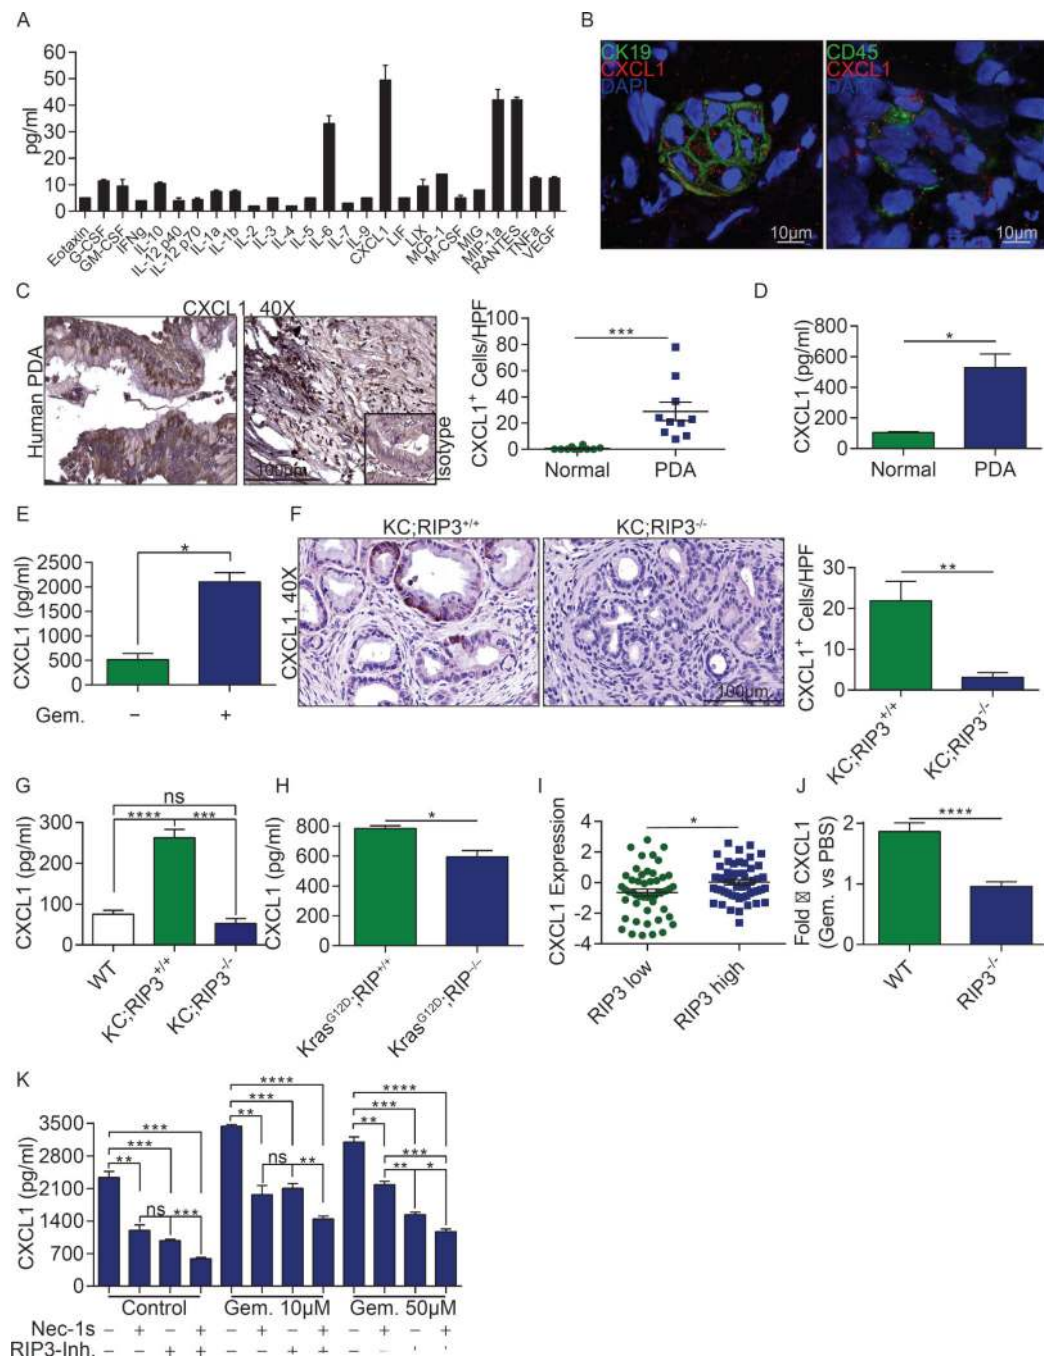 A
pg/ml
60
50
40
30
20
10
0
Eotaxin
G-CSF
GM-CSF
IFNg
IL-10
IL-12 p40
IL-12 p70
IL-1a
IL-1b
IL-2
IL-3
IL-4
IL-5
IL-6
IL-7
IL-9
CXCL1
LIF
LIX
MCP-1
M-CSF
MIG
MIP-1a
RANTES
TNFa
VEGF
B
CK19
CXCL1
DAPI
10μm
CD45
CXCL1
DAPI
10μm
C
CXCL1, 40X
Human PDA
100μm
Isotype
CXCL1+ Cells/HPF
100
80
60
40
20
0
***
Normal PDA
D
CXCL1 (pg/ml)
800
600
400
200
0
*
Normal PDA
E
CXCL1 (pg/ml)
2500
2000
1500
1000
500
0
*
Gem. – +
F
KC;RIP3+/+ KC;RIP3-/-
CXCL1, 40X
100μm
CXCL1+ Cells/HPF
30
20
10
0
**
KC;RIP3+/+
KC;RIP3-/-
G
CXCL1 (pg/ml)
300
225
150
75
0
ns
**** ***
WT
KC;RIP3+/+
KC;RIP3-/-
H
CXCL1 (pg/ml)
800
600
400
200
0
*
KrasG12D;RIP+/+
KrasG12D;RIP-/-
I
CXCL1 Expression
4
2
0
-2
-4
*
RIP3 low
RIP3 high
J
Fold CXCL1
(Gem. vs PBS)
2
1
0
****
WT
RIP3-/-
K
CXCL1 (pg/ml)
3500
2800
2100
1400
700
0
***
***
**
ns ***
****
***
**
ns **
****
***
**
***
** *
Control Gem. 10μM Gem. 50μM
Nec-1s – + – + – + – + – + – +
RIP3-Inh. – – + + – – + +